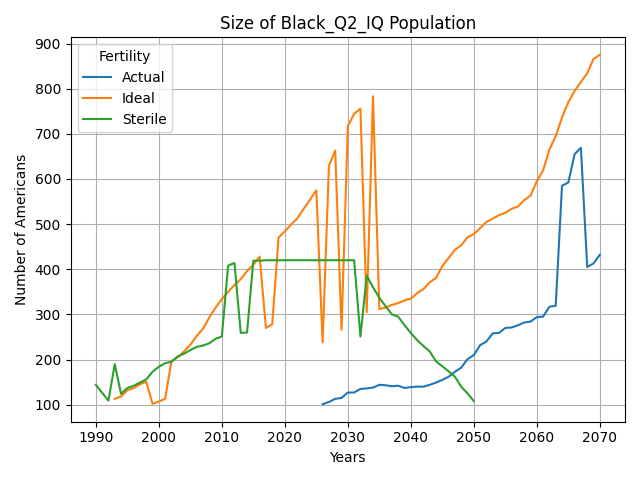 Size of Black_Q2_IQ Population
Fertility
Actual
Ideal
Sterile
Number of Americans
900
800
700
600
500
400
300
200
100
1990 2000 2010 2020 2030 2040 2050 2060 2070
Years